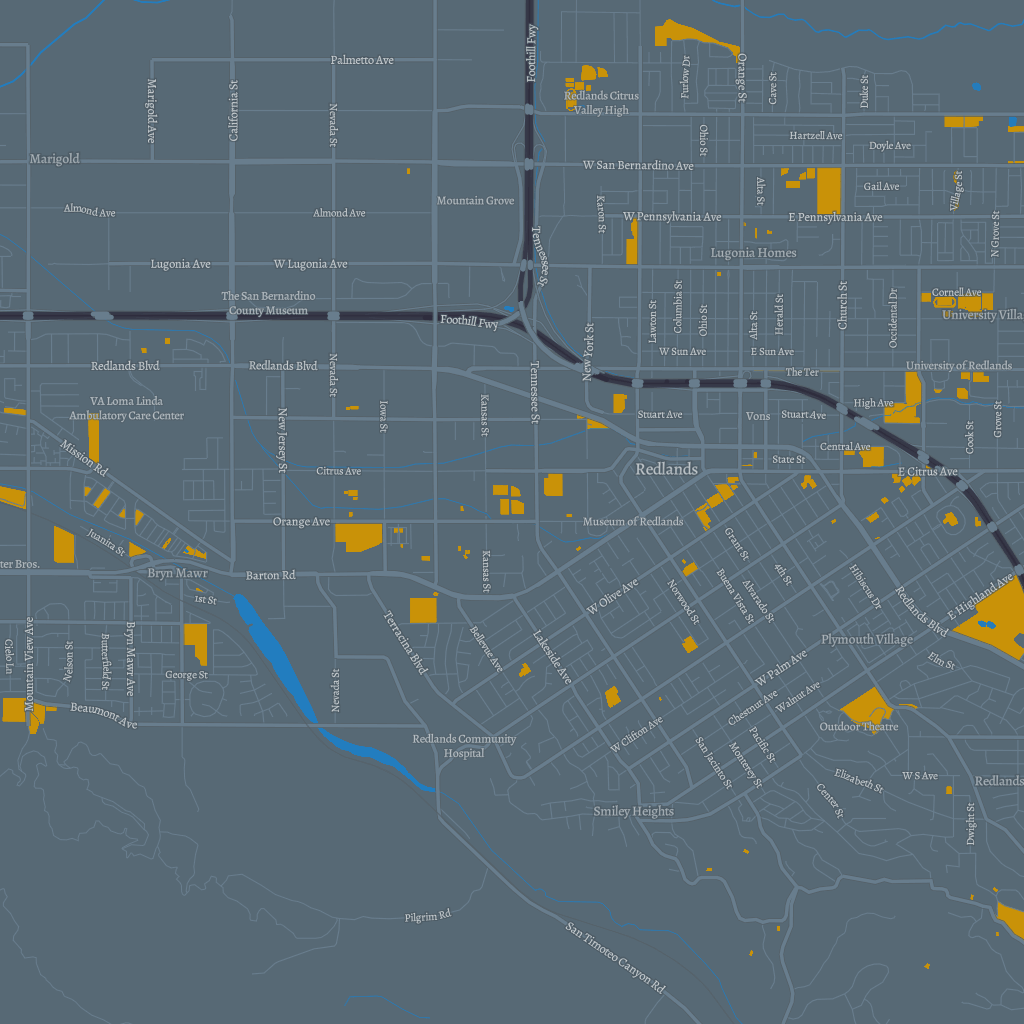 Foothill Fwy
Palmetto Ave
Orange St
Furlow Dr
Cave St
Duke St
Marigold Ave
California St
Nevada St
Redlands Citrus
Valley High
Ohio St
Hartzell Ave
Doyle Ave
Marigold
W San Bernardino Ave
Alta St
Gail Ave
Village St
Mountain Grove
Karon St
Almond Ave
Almond Ave
W Pennsylvania Ave
E Pennsylvania Ave
N Grove St
Tennessee St
Lugonia Homes
Lugonia Ave
W Lugonia Ave
The San Bernardino
County Museum
Columbia St
Church St
Cornell Ave
Lawton St
Ohio St
Alta St
Herald St
Occidental Dr
University Villa
Foothill Fwy
New York St
W Sun Ave
E Sun Ave
Redlands Blvd
Redlands Blvd
Nevada St
The Ter
University of Redlands
Tennessee St
VA Loma Linda
Ambulatory Care Center
New Jersey St
Iowa St
Kansas St
Stuart Ave
Vons
Stuart Ave
High Ave
Grove St
Cook St
Central Ave
Mission Rd
Citrus Ave
Redlands
State St
E Citrus Ave
Orange Ave
Museum of Redlands
Juanita St
Grant St
ter Bros.
Bryn Mawr
Barton Rd
Kansas St
4th St
Hibiscus Dr
1st St
W Olive Ave
Norwood St
Buena Vista St
Alvarado St
Redlands Blvd
E Highland Ave
Cielo Ln
Mountain View Ave
Nelson St
Butterfield St
Bryn Mawr Ave
Terracina Blvd
Bellevue Ave
Lakeside Ave
Plymouth Village
Elm St
George St
Nevada St
W Palm Ave
Chestnut Ave
Walnut Ave
Beaumont Ave
Outdoor Theatre
W Clifton Ave
Redlands Community
Hospital
San Jacinto St
Pacific St
Monterey St
Elizabeth St
W S Ave
Redlands
Center St
Smiley Heights
Dwight St
Pilgrim Rd
San Timoteo Canyon Rd